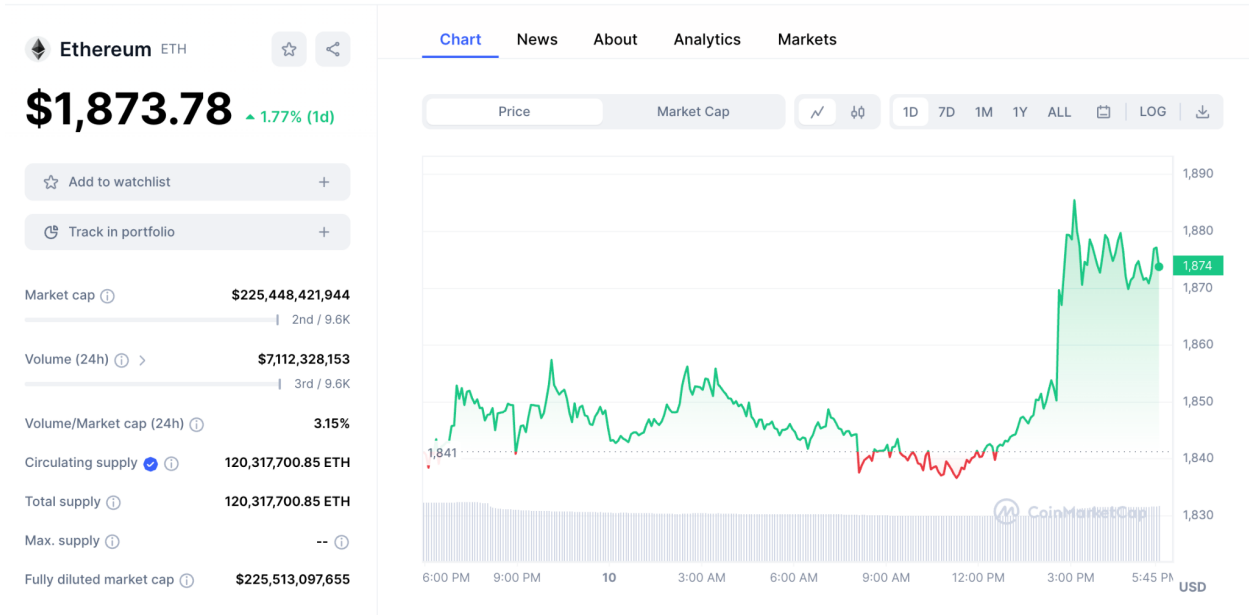 Ethereum ETH
$1,873.78 1.77% (1d)
Add to watchlist
Track in portfolio
Market cap
$225,448,421,944
2nd / 9.6K
Volume (24h)
$7,112,328,153
3rd / 9.6K
Volume/Market cap (24h)
3.15%
Circulating supply
120,317,700.85 ETH
Total supply
120,317,700.85 ETH
Max. supply
--
Fully diluted market cap
$225,513,097,655
Chart News About Analytics Markets
Price Market Cap
1D 7D 1M 1Y ALL LOG
1,890
1,880
1,874
1,870
1,860
1,850
1,841
1,840
1,830
CoinMarketCap
6:00 PM 9:00 PM 10 3:00 AM 6:00 AM 9:00 AM 12:00 PM 3:00 PM 5:45 PM
USD